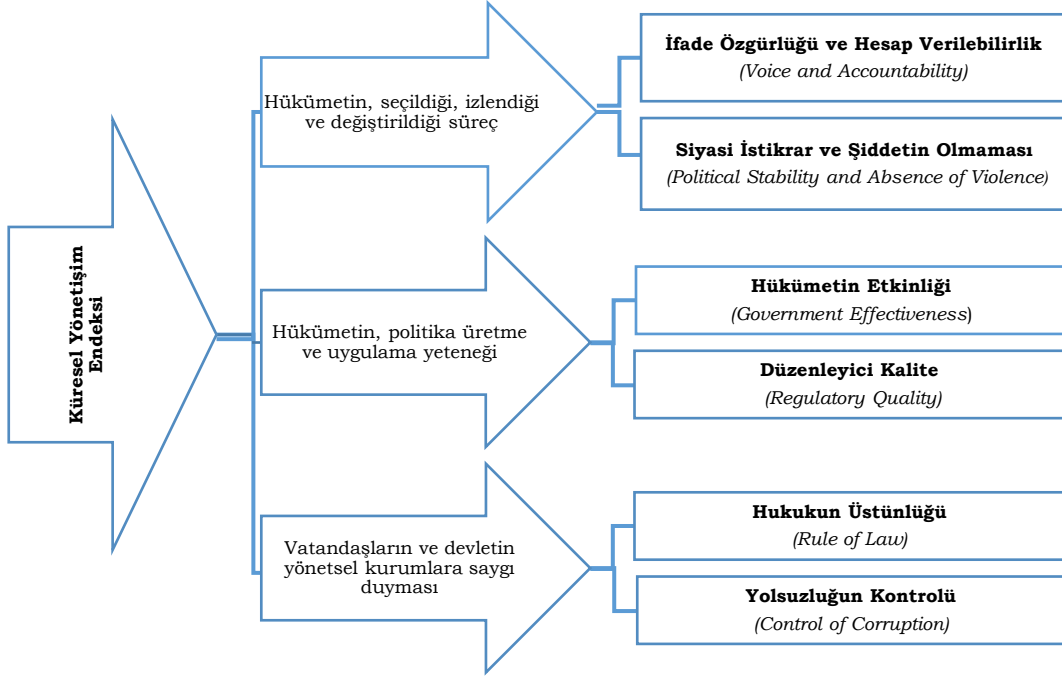 Küresel Yönetişim
Endeksi
Hükümetin, seçildiği, izlendiği
ve değiştirildiği süreç
İfade Özgürlüğü ve Hesap Verilebilirlik
(Voice and Accountability)
Siyasi İstikrar ve Şiddetin Olmaması
(Political Stability and Absence of Violence)
Hükümetin, politika üretme
ve uygulama yeteneği
Hükümetin Etkinliği
(Government Effectiveness)
Düzenleyici Kalite
(Regulatory Quality)
Vatandaşların ve devletin
yönetsel kurumlara saygı
duyması
Hukukun Üstünlüğü
(Rule of Law)
Yolsuzluğun Kontrolü
(Control of Corruption)